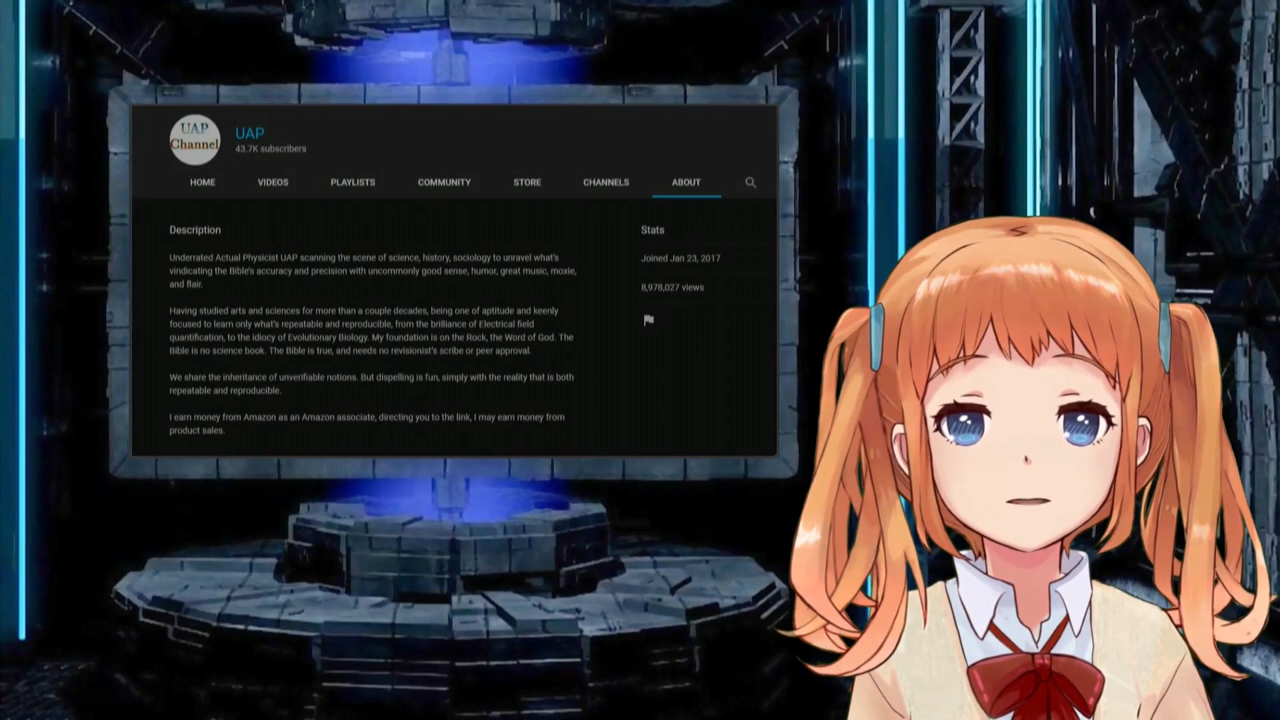 UAP
Channel
UAP
43.7K subscribers
HOME VIDEOS PLAYLISTS COMMUNITY STORE CHANNELS ABOUT
Description
Underrated Actual Physicist UAP scanning the scene of science, history, sociology to unravel what's
vindicating the Bible's accuracy and precision with uncommonly good sense, humor, great music, moxie,
and flair.
Having studied arts and sciences for more than a couple decades, being one of aptitude and keenly
focused to learn only what's repeatable and reproducible, from the brilliance of Electrical field
quantification, to the idiocy of Evolutionary Biology. My foundation is on the Rock, the Word of God. The
Bible is no science book. The Bible is true, and needs no revisionist's scribe or peer approval.
We share the inheritance of unverifiable notions. But dispelling is fun, simply with the reality that is both
repeatable and reproducible.
I earn money from Amazon as an Amazon associate, directing you to the link, I may earn money from
product sales.
Stats
Joined Jan 23, 2017
8,978,027 views